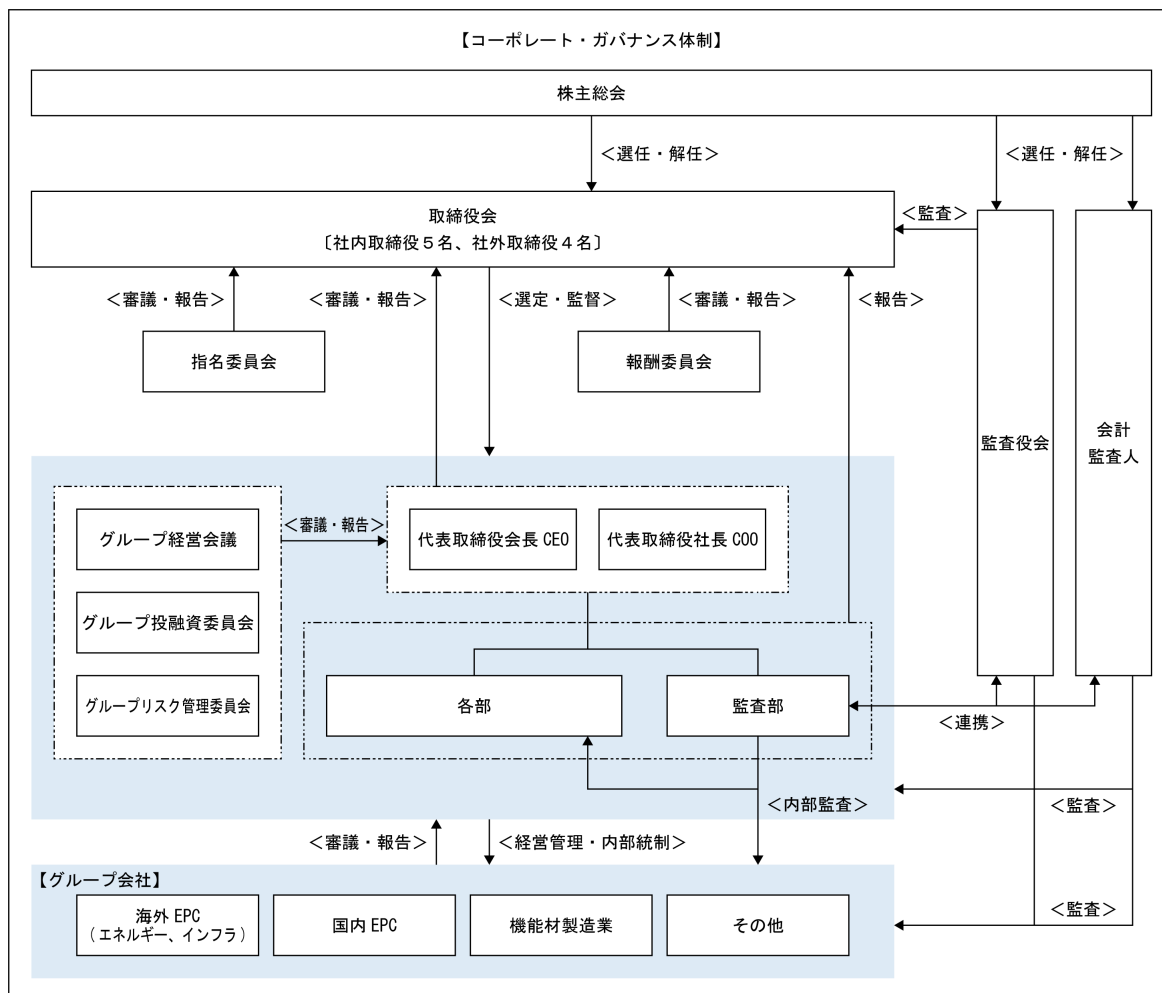 【コーポレート・ガバナンス体制】
株主総会
＜選任・解任＞
＜選任・解任＞
取締役会
〔社内取締役５名、社外取締役４名〕
＜監査＞
＜審議・報告＞
＜審議・報告＞
＜選定・監督＞
＜審議・報告＞
＜報告＞
指名委員会
報酬委員会
監査役会
会計
監査人
グループ経営会議
＜審議・報告＞
代表取締役会長 CEO
代表取締役社長 COO
グループ投融資委員会
グループリスク管理委員会
各部
監査部
＜連携＞
＜内部監査＞
＜監査＞
＜審議・報告＞
＜経営管理・内部統制＞
【グループ会社】
海外 EPC
（エネルギー、インフラ）
国内 EPC
機能材製造業
その他
＜監査＞